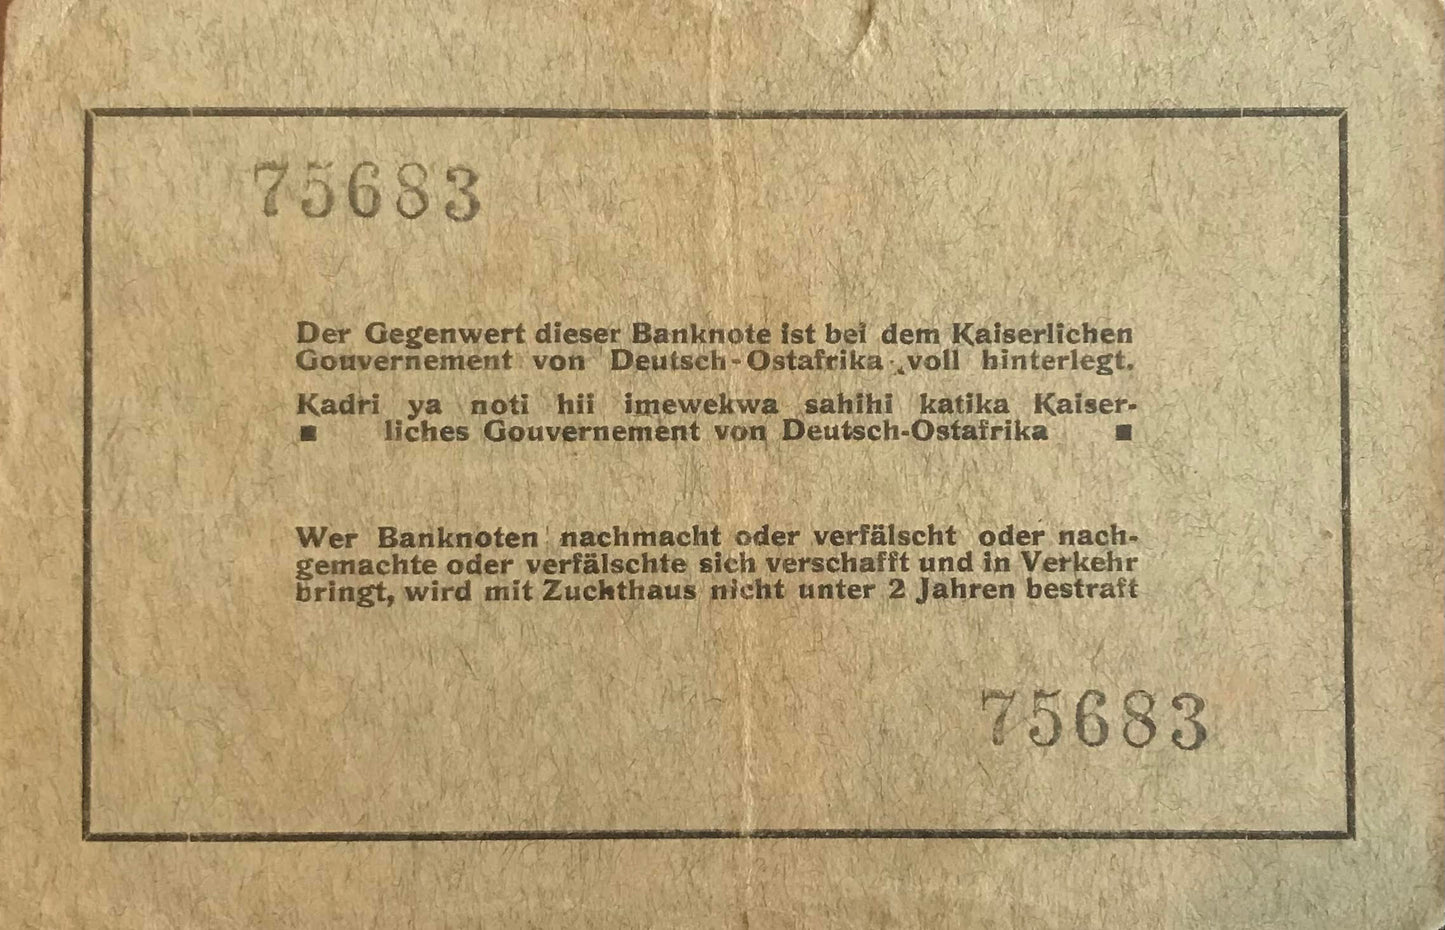 75683
Der Gegenwert dieser Banknote ist bei dem Kaiserlichen
Gouvernement von Deutsch-Ostafrika voll hinterlegt.
Kadri ya noti hii imewekwa sahihi katika Kaiser-
liches Gouvernement von Deutsch-Ostafrika
Wer Banknoten nachmacht oder verfälscht oder nach-
gemachte oder verfälschte sich verschafft und in Verkehr
bringt, wird mit Zuchthaus nicht unter 2 Jahren bestraft
75683